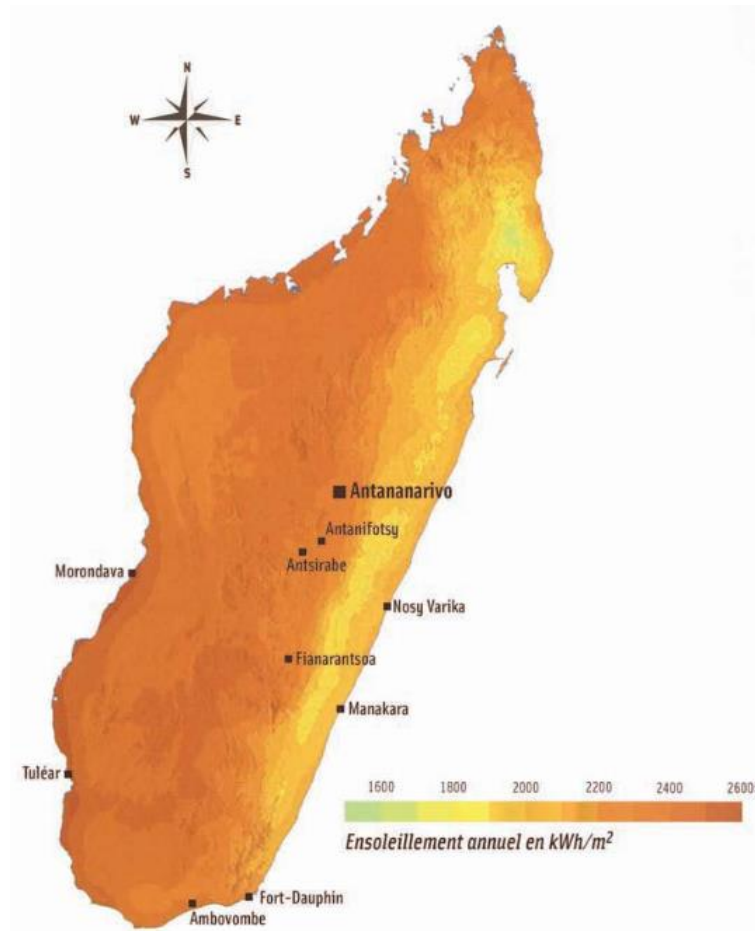 N
W E
S
Antananarivo
Antanifotsy
Antsirabe
Morondava
Nosy Varika
Fianarantsoa
Manakara
Tuléar
1600 1800 2000 2200 2400 2600
Ensoleillement annuel en kWh/m²
Fort-Dauphin
Ambovombe